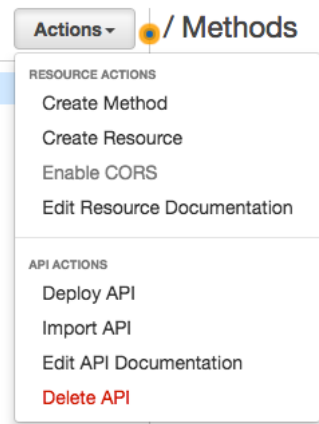 Actions / Methods
RESOURCE ACTIONS
Create Method
Create Resource
Enable CORS
Edit Resource Documentation
API ACTIONS
Deploy API
Import API
Edit API Documentation
Delete API